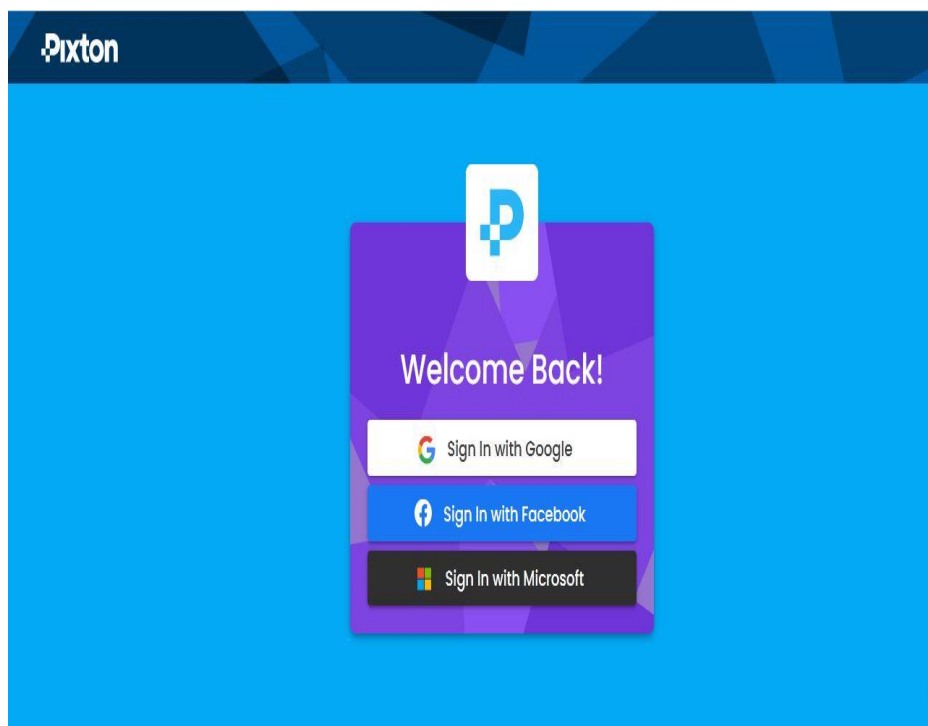 Pixton
Welcome Back!
Sign In with Google
Sign In with Facebook
Sign In with Microsoft